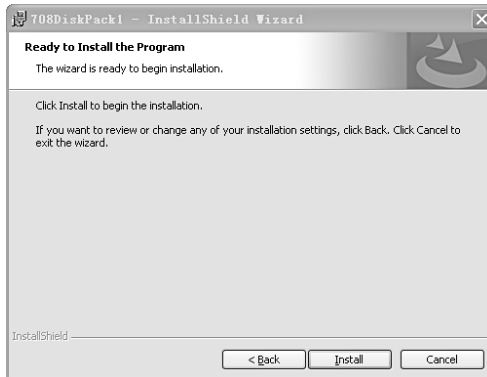 708DiskPack1 - InstallShield Wizard
Ready to Install the Program
The wizard is ready to begin installation.
Click Install to begin the installation.
If you want to review or change any of your installation settings, click Back. Click Cancel to
exit the wizard.
InstallShield
< Back Install Cancel